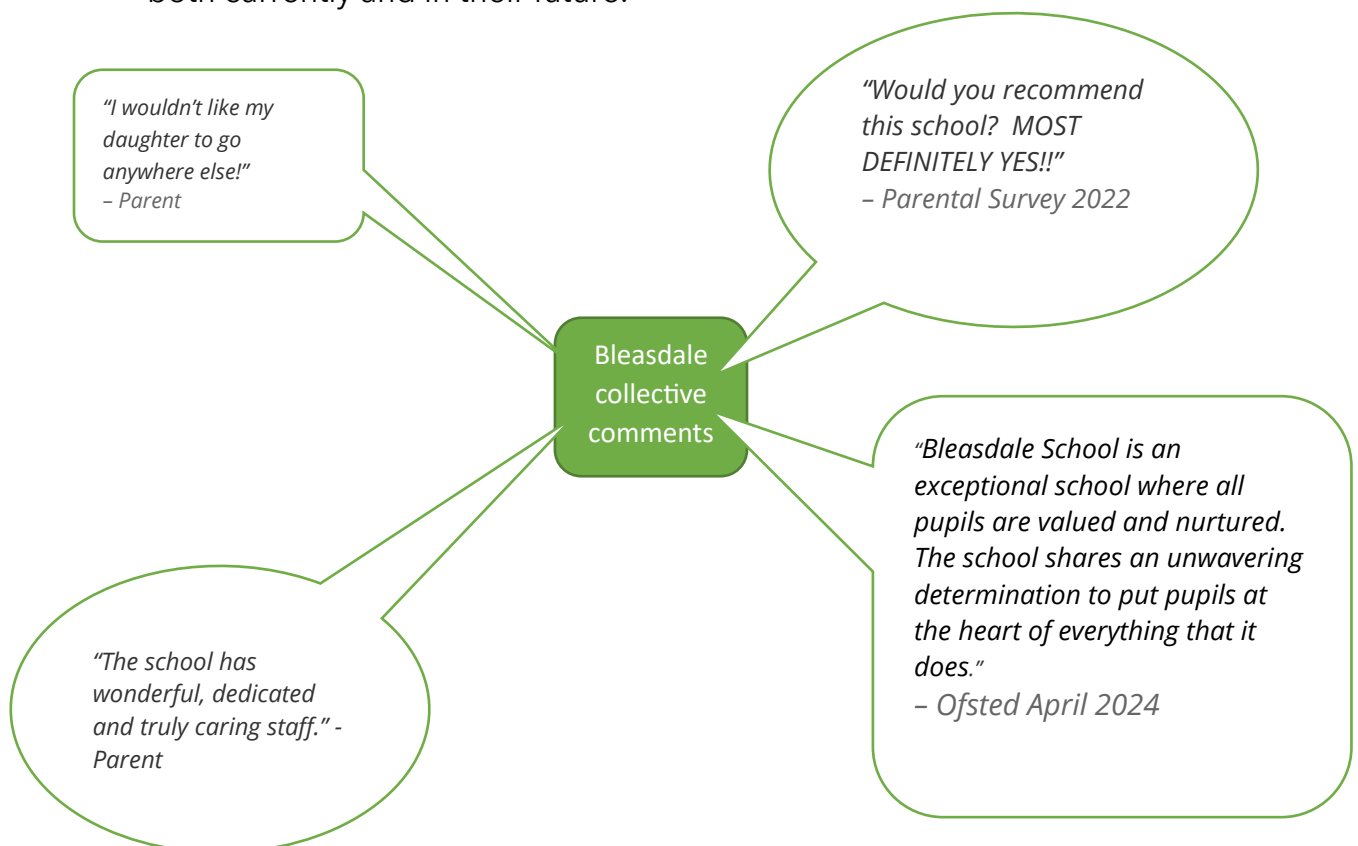 both currently and in their future.
“I wouldn’t like my
daughter to go
anywhere else!”
– Parent
“Would you recommend
this school?  MOST
DEFINITELY YES!!”
– Parental Survey 2022
Bleasdale
collective
comments
“Bleasdale School is an
exceptional school where all
pupils are valued and nurtured.
The school shares an unwavering
determination to put pupils at
the heart of everything that it
does.”
– Ofsted April 2024
“The school has
wonderful, dedicated
and truly caring staff.” -
Parent